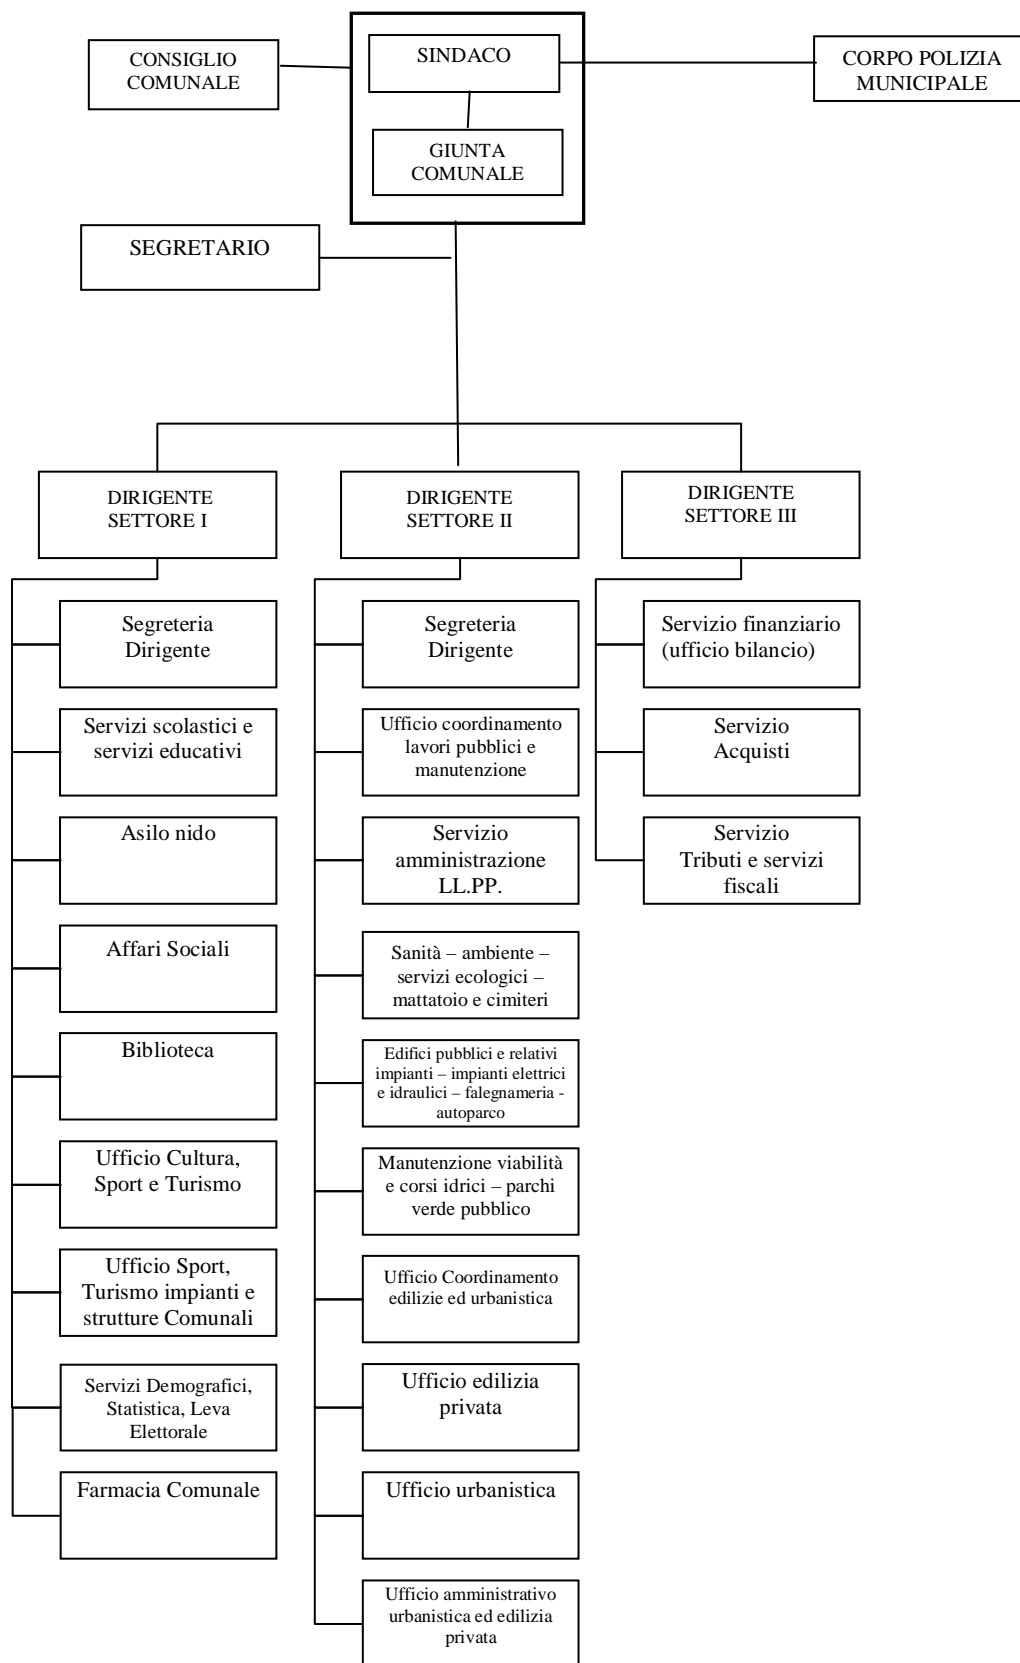 CONSIGLIO
COMUNALE
SINDACO
CORPO POLIZIA
MUNICIPALE
GIUNTA
COMUNALE
SEGRETARIO
DIRIGENTE
SETTORE I
DIRIGENTE
SETTORE II
DIRIGENTE
SETTORE III
Segreteria
Dirigente
Servizi scolastici e
servizi educativi
Asilo nido
Affari Sociali
Biblioteca
Ufficio Cultura,
Sport e Turismo
Ufficio Sport,
Turismo impianti e
strutture Comunali
Servizi Demografici,
Statistica, Leva
Elettorale
Farmacia Comunale
Segreteria
Dirigente
Ufficio coordinamento
lavori pubblici e
manutenzione
Servizio
amministrazione
LL.PP.
Sanità – ambiente –
servizi ecologici –
mattatoio e cimiteri
Edifici pubblici e relativi
impianti – impianti elettrici
e idraulici – falegnameria -
autoparco
Manutenzione viabilità
e corsi idrici – parchi
verde pubblico
Ufficio Coordinamento
edilizie ed urbanistica
Ufficio edilizia
privata
Ufficio urbanistica
Ufficio amministrativo
urbanistica ed edilizia
privata
Servizio finanziario
(ufficio bilancio)
Servizio
Acquisti
Servizio
Tributi e servizi
fiscali